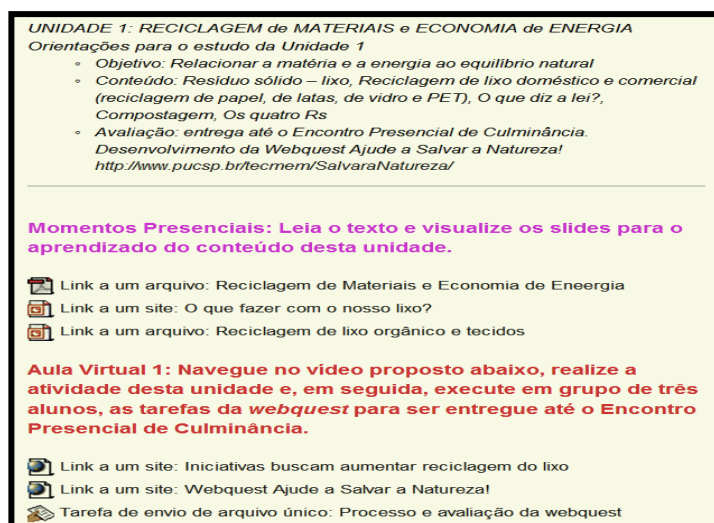 UNIDADE 1: RECICLAGEM de MATERIAIS e ECONOMIA de ENERGIA
Orientações para o estudo da Unidade 1
◦ Objetivo: Relacionar a matéria e a energia ao equilíbrio natural
◦ Conteúdo: Resíduo sólido – lixo, Reciclagem de lixo doméstico e comercial
(reciclagem de papel, de latas, de vidro e PET), O que diz a lei?,
Compostagem, Os quatro Rs
◦ Avaliação: entrega até o Encontro Presencial de Culminância.
Desenvolvimento da Webquest Ajude a Salvar a Natureza!
http://www.pucsp.br/tecmem/SalvaraNatureza/
Momentos Presenciais: Leia o texto e visualize os slides para o
aprendizado do conteúdo desta unidade.
Link a um arquivo: Reciclagem de Materiais e Economia de Eneergia
Link a um site: O que fazer com o nosso lixo?
Link a um arquivo: Reciclagem de lixo orgânico e tecidos
Aula Virtual 1: Navegue no vídeo proposto abaixo, realize a
atividade desta unidade e, em seguida, execute em grupo de três
alunos, as tarefas da webquest para ser entregue até o Encontro
Presencial de Culminância.
Link a um site: Iniciativas buscam aumentar reciclagem do lixo
Link a um site: Webquest Ajude a Salvar a Natureza!
Tarefa de envio de arquivo único: Processo e avaliação da webquest